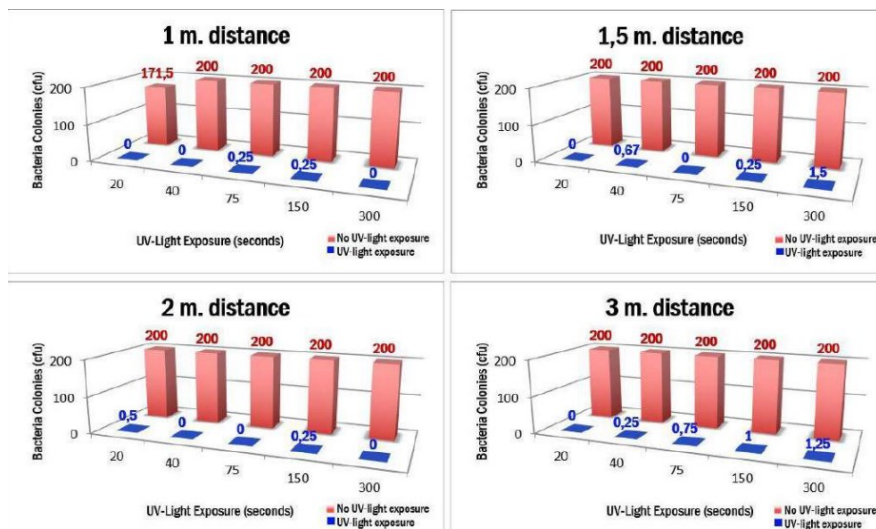 1 m. distance
171,5 200 200 200 200
200
100
0
Bacteria Colonies (cfu)
0 0 0,25 0,25 0
20 40 75 150 300
UV-Light Exposure (seconds)
No UV-light exposure
UV-light exposure
1,5 m. distance
200 200 200 200 200
200
100
0
Bacteria Colonies (cfu)
0 0,67 0 0,25 1,5
20 40 75 150 300
UV-Light Exposure (seconds)
No UV-light exposure
UV-light exposure
2 m. distance
200 200 200 200 200
200
100
0
Bacteria Colonies (cfu)
0,5 0 0 0,25 0
20 40 75 150 300
UV-Light Exposure (seconds)
No UV-light exposure
UV-light exposure
3 m. distance
200 200 200 200 200
200
100
0
Bacteria Colonies (cfu)
0 0,25 0,75 1 1,25
20 40 75 150 300
UV-Light Exposure (seconds)
No UV-light exposure
UV-light exposure